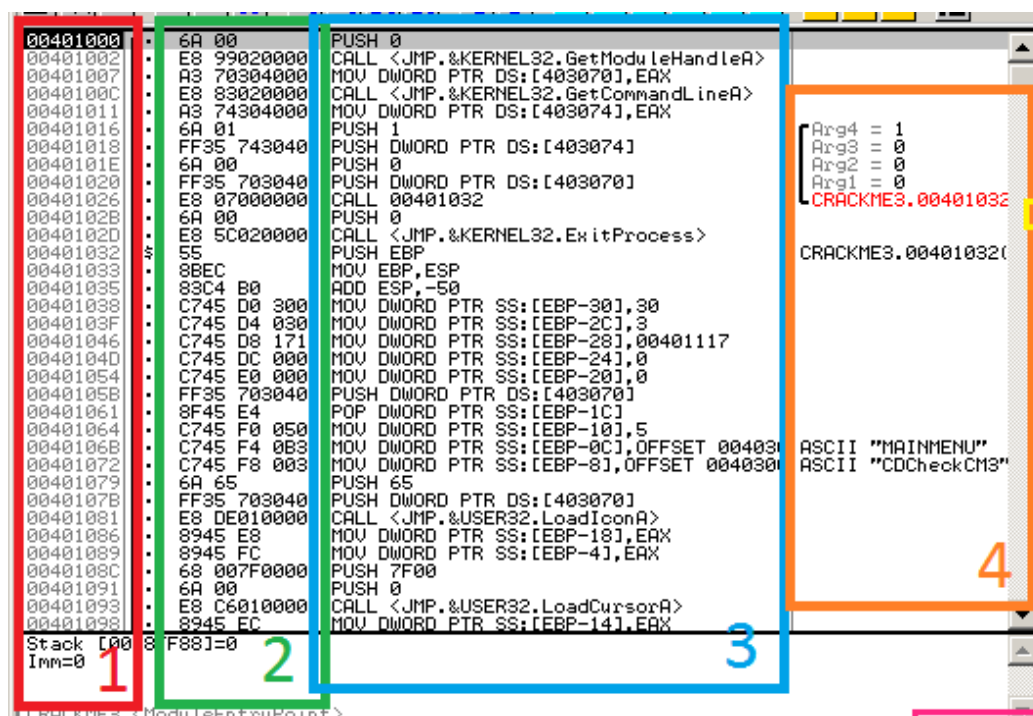 00401000 . 6A 00 PUSH 0
00401002 . E8 99020000 CALL <JMP.&KERNEL32.GetModuleHandleA>
00401007 . A3 70304000 MOV DWORD PTR DS:[403070],EAX
0040100C . E8 83020000 CALL <JMP.&KERNEL32.GetCommandLineA>
00401011 . A3 74304000 MOV DWORD PTR DS:[403074],EAX
00401016 . 6A 01 PUSH 1 Arg4 = 1
00401018 . FF35 743040 PUSH DWORD PTR DS:[403074] Arg3 = 0
0040101E . 6A 00 PUSH 0 Arg2 = 0
00401020 . FF35 703040 PUSH DWORD PTR DS:[403070] Arg1 = 0
00401026 . E8 07000000 CALL 00401032 CRACKME3.00401032
0040102B . 6A 00 PUSH 0
0040102D . E8 5C020000 CALL <JMP.&KERNEL32.ExitProcess>
00401032 $ 55 PUSH EBP CRACKME3.00401032(
00401033 . 8BEC MOV EBP,ESP
00401035 . 83C4 B0 ADD ESP,-50
00401038 . C745 D0 300 MOV DWORD PTR SS:[EBP-30],30
0040103F . C745 D4 030 MOV DWORD PTR SS:[EBP-2C],3
00401046 . C745 D8 171 MOV DWORD PTR SS:[EBP-28],00401117
0040104D . C745 DC 000 MOV DWORD PTR SS:[EBP-24],0
00401054 . C745 E0 000 MOV DWORD PTR SS:[EBP-20],0
0040105B . FF35 703040 PUSH DWORD PTR DS:[403070]
00401061 . 8F45 E4 POP DWORD PTR SS:[EBP-1C]
00401064 . C745 F0 050 MOV DWORD PTR SS:[EBP-10],5
0040106B . C745 F4 0B3 MOV DWORD PTR SS:[EBP-0C],OFFSET 004030 ASCII "MAINMENU"
00401072 . C745 F8 003 MOV DWORD PTR SS:[EBP-8],OFFSET 0040300 ASCII "CDCheckCM3"
00401079 . 6A 65 PUSH 65
0040107B . FF35 703040 PUSH DWORD PTR DS:[403070]
00401081 . E8 DE010000 CALL <JMP.&USER32.LoadIconA>
00401086 . 8945 E8 MOV DWORD PTR SS:[EBP-18],EAX
00401089 . 8945 FC MOV DWORD PTR SS:[EBP-4],EAX
0040108C . 68 007F0000 PUSH 7F00
00401091 . 6A 00 PUSH 0
00401093 . E8 C6010000 CALL <JMP.&USER32.LoadCursorA>
00401098 . 8945 EC MOV DWORD PTR SS:[EBP-14],EAX
Stack [00 87F88]=0
Imm=0
1 2 3 4
CRACKME3.<ModuleEntryPoint>